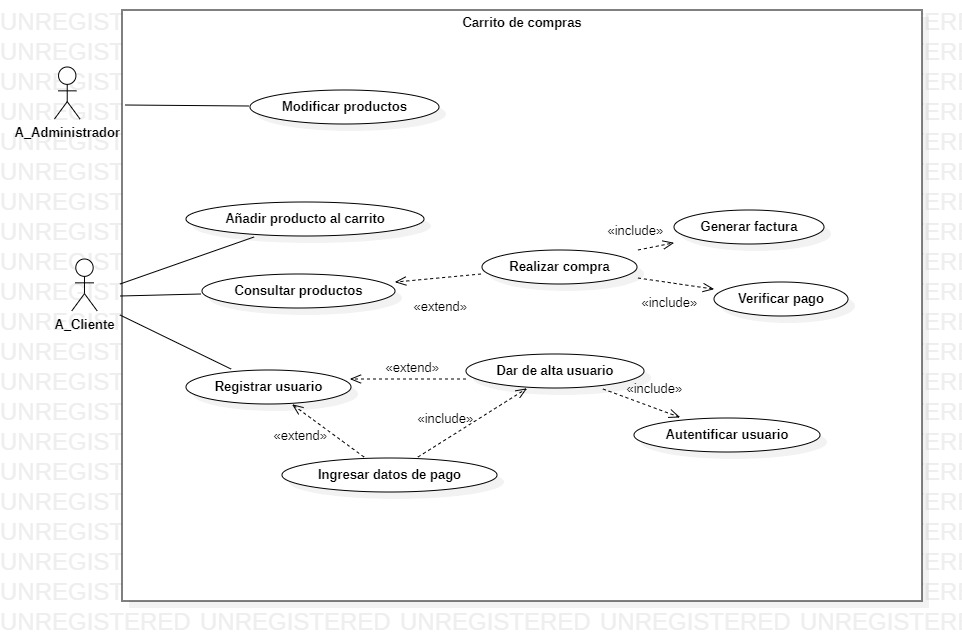 Carrito de compras
A_Administrador
Modificar productos
Añadir producto al carrito
Generar factura
«include»
Realizar compra
A_Cliente
Consultar productos
«extend»
«include»
Verificar pago
Registrar usuario
«extend»
Dar de alta usuario
«include»
«include»
Autentificar usuario
«extend»
Ingresar datos de pago
UNREGISTERED UNREGISTERED UNREGISTERED UNREGISTERED UNREGISTERED